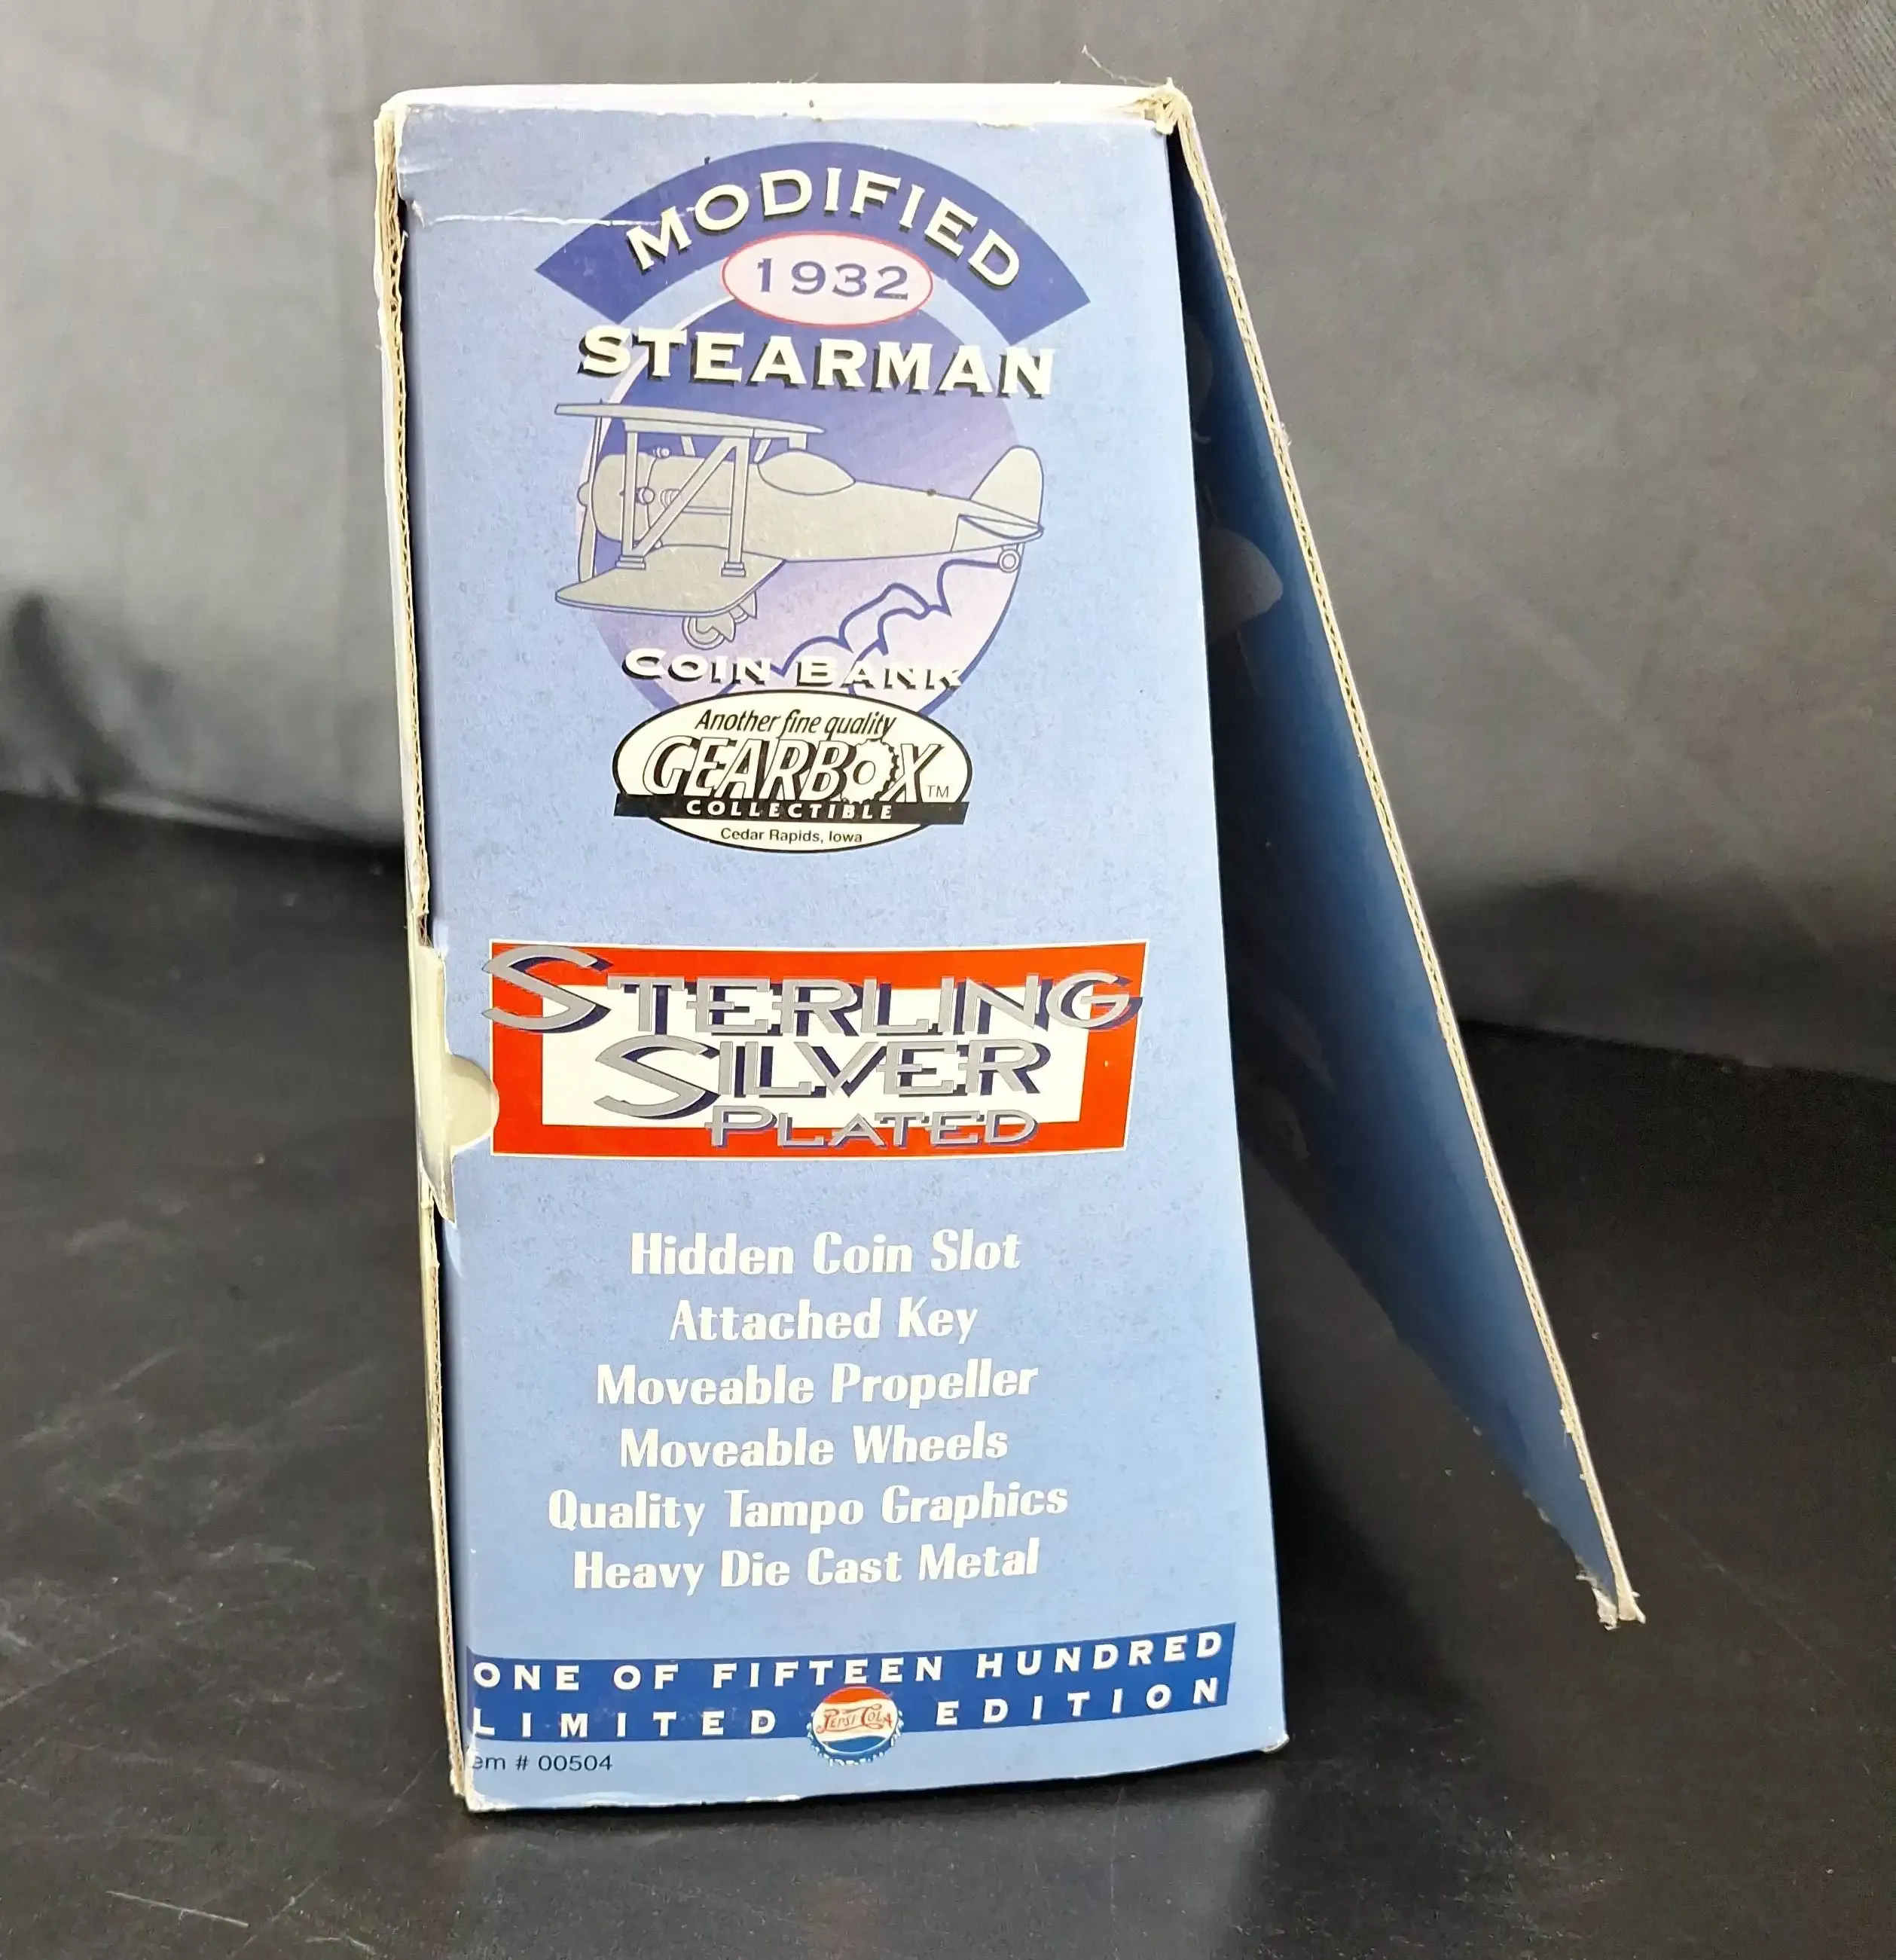 MODIFIED
1932
STEARMAN
COIN BANK
Another fine quality
GEARBOX TM
COLLECTIBLE
Cedar Rapids, Iowa
STERLING
SILVER
PLATED
Hidden Coin Slot
Attached Key
Moveable Propeller
Moveable Wheels
Quality Tampo Graphics
Heavy Die Cast Metal
ONE OF FIFTEEN HUNDRED
LIMITED PEPSI-COLA EDITION
em # 00504